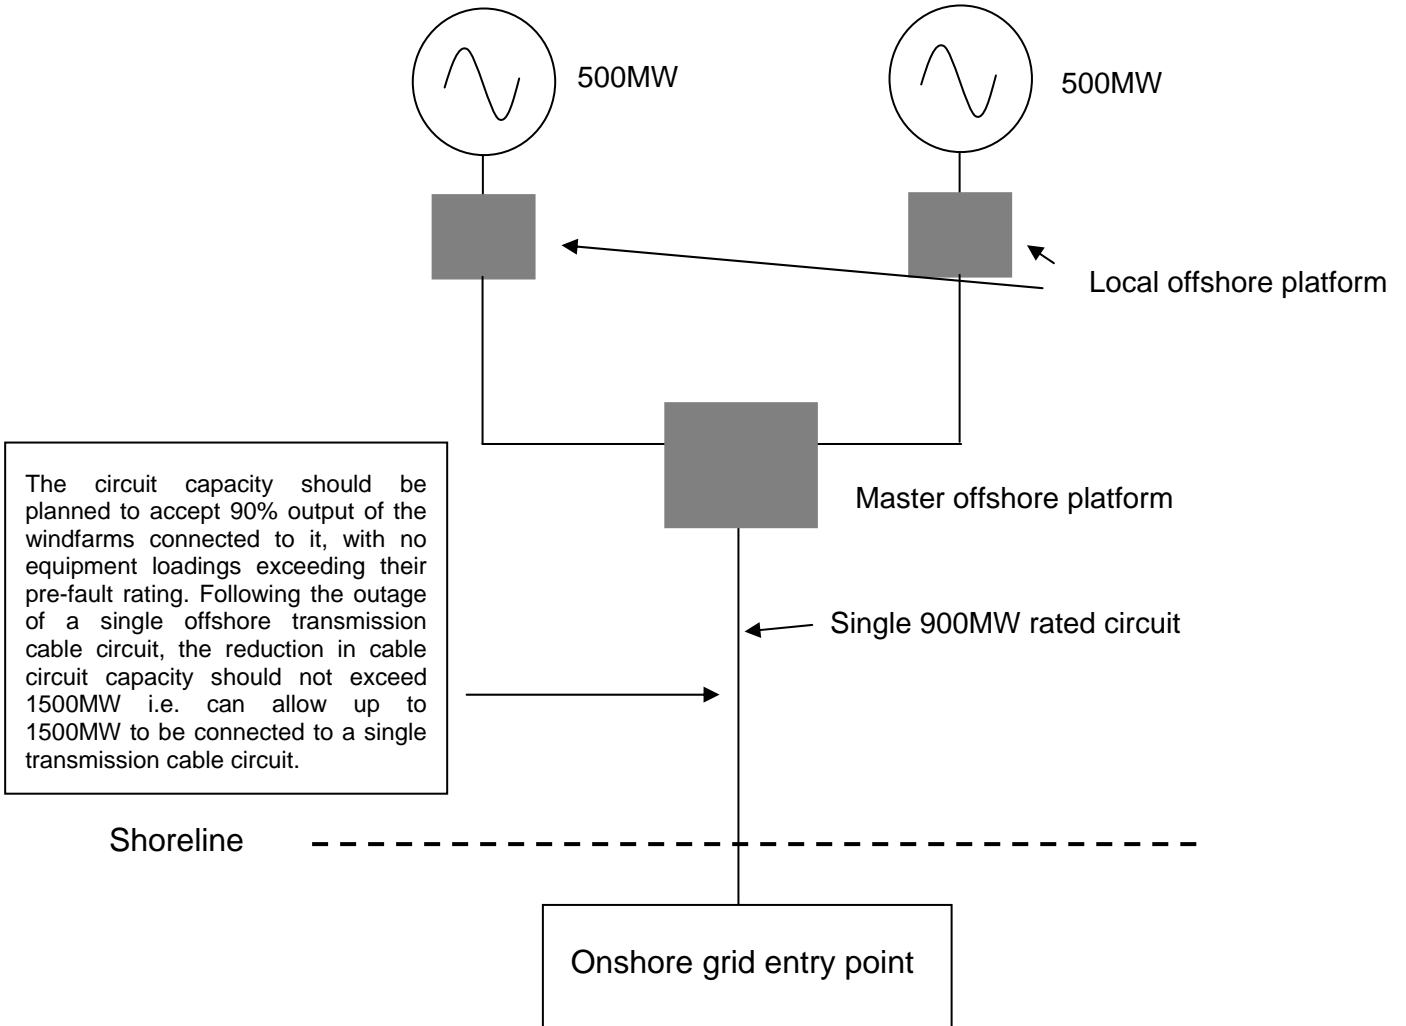 500MW
500MW
Local offshore platform
The circuit capacity should be
planned to accept 90% output of the
windfarms connected to it, with no
equipment loadings exceeding their
pre-fault rating. Following the outage
of a single offshore transmission
cable circuit, the reduction in cable
circuit capacity should not exceed
1500MW i.e. can allow up to
1500MW to be connected to a single
transmission cable circuit.
Master offshore platform
Single 900MW rated circuit
Shoreline
Onshore grid entry point